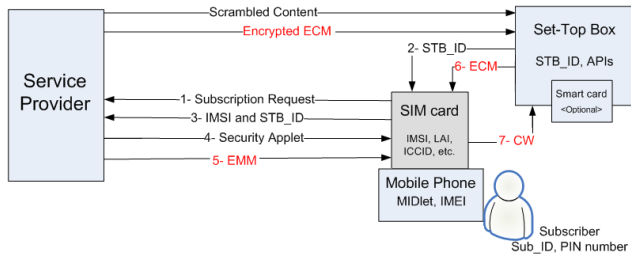 Scrambled Content
Encrypted ECM
Set-Top Box
STB_ID, APIs
Smart card
<Optional>
2- STB_ID
6- ECM
Service
Provider
1- Subscription Request
3- IMSI and STB_ID
4- Security Applet
5- EMM
SIM card
IMSI, LAI,
ICCID, etc.
7- CW
Mobile Phone
MIDlet, IMEI
Subscriber
Sub_ID, PIN number